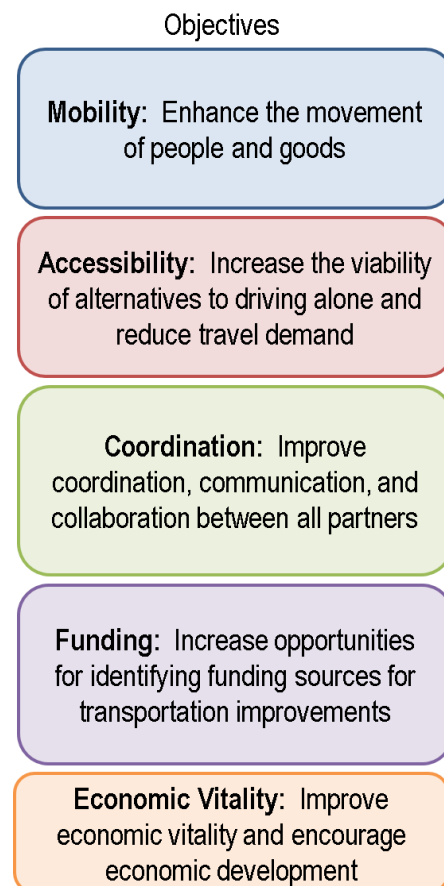 Objectives
Mobility: Enhance the movement
of people and goods
Accessibility: Increase the viability
of alternatives to driving alone and
reduce travel demand
Coordination: Improve
coordination, communication, and
collaboration between all partners
Funding: Increase opportunities
for identifying funding sources for
transportation improvements
Economic Vitality: Improve
economic vitality and encourage
economic development